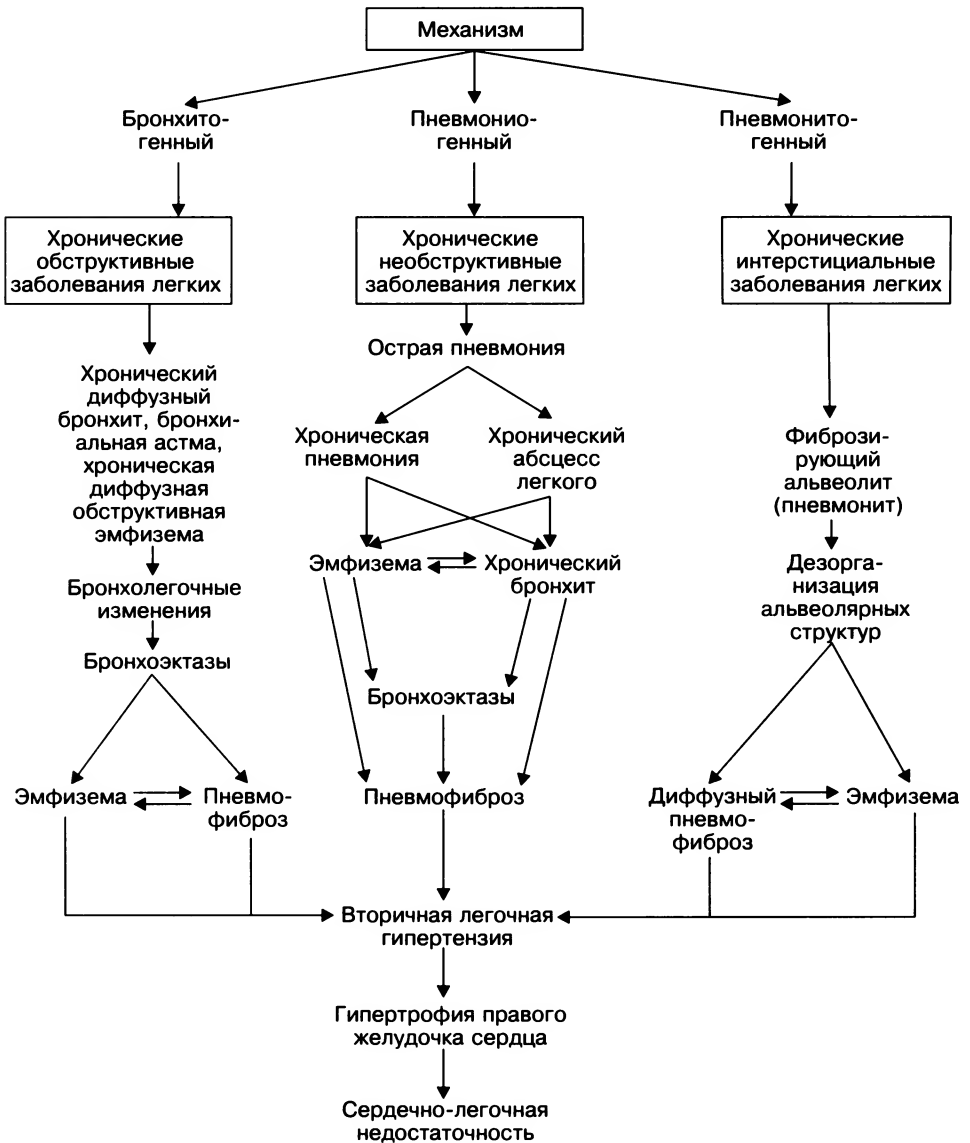 Механизм
Бронхито-
генный
Пневмонио-
генный
Пневмонито-
генный
Хронические
обструктивные
заболевания легких
Хронические
необструктивные
заболевания легких
Хронические
интерстициальные
заболевания легких
Острая пневмония
Хронический
диффузный
бронхит, бронхи-
альная астма,
хроническая
диффузная
обструктивная
эмфизема
Хроническая
пневмония
Хронический
абсцесс
легкого
Фиброзi-
рующий
альвеолит
(пневмонит)
Эмфизема
Хронический
бронхит
Дезорга-
низация
альвеолярных
структур
Бронхолегочные
изменения
Бронхоэктазы
Бронхоэктазы
Эмфизема
Пневмо-
фиброз
Пневмофиброз
Диффузный
пневмо-
фиброз
Эмфизема
Вторичная легочная
гипертензия
Гипертрофия правого
желудочка сердца
Сердечно-легочная
недостаточность